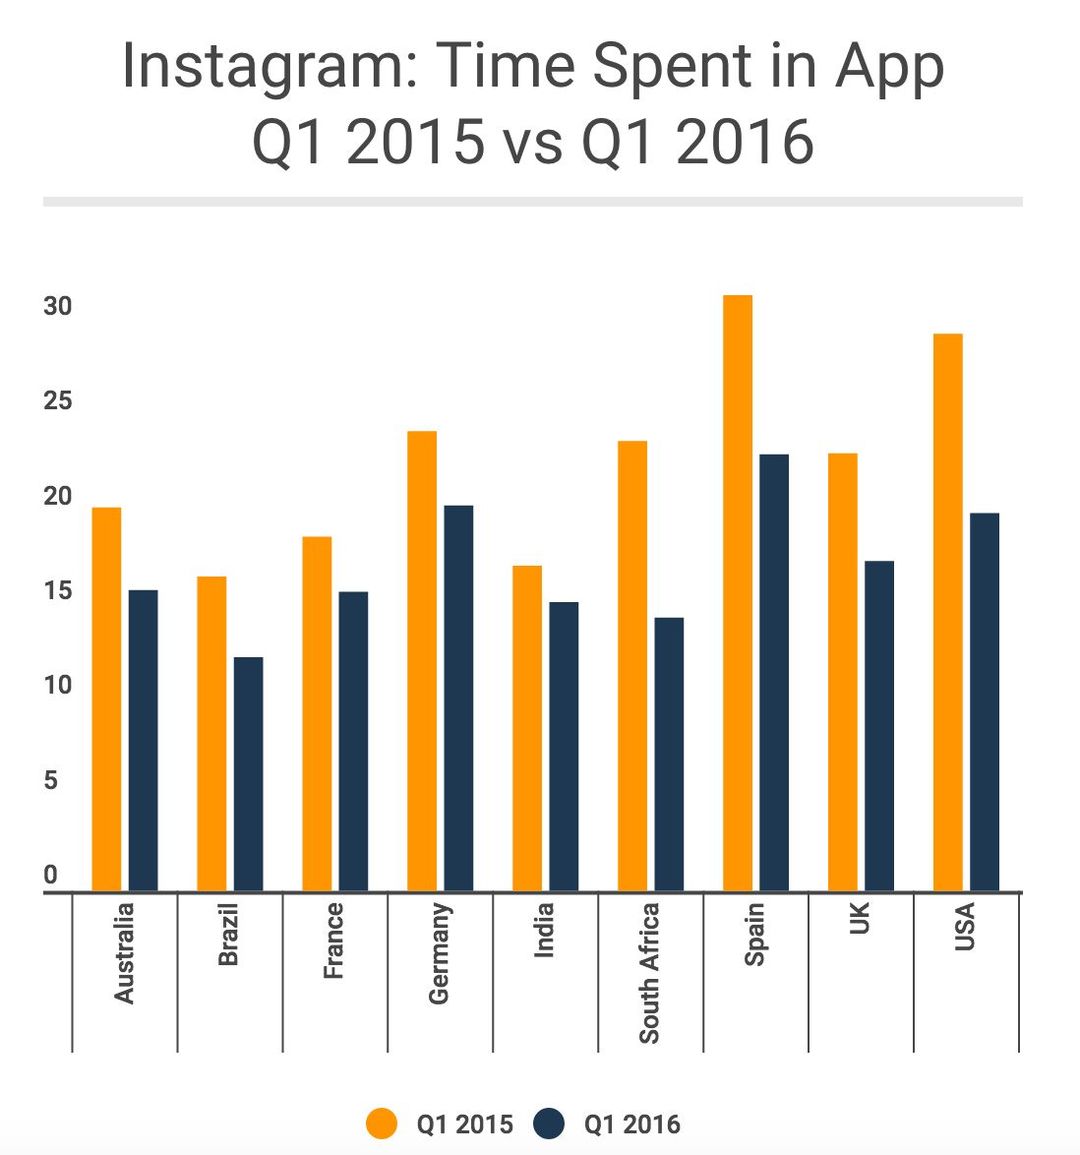 Instagram: Time Spent in App
Q1 2015 vs Q1 2016
30
25
20
15
10
5
0
Australia
Brazil
France
Germany
India
South Africa
Spain
UK
USA
Q1 2015
Q1 2016